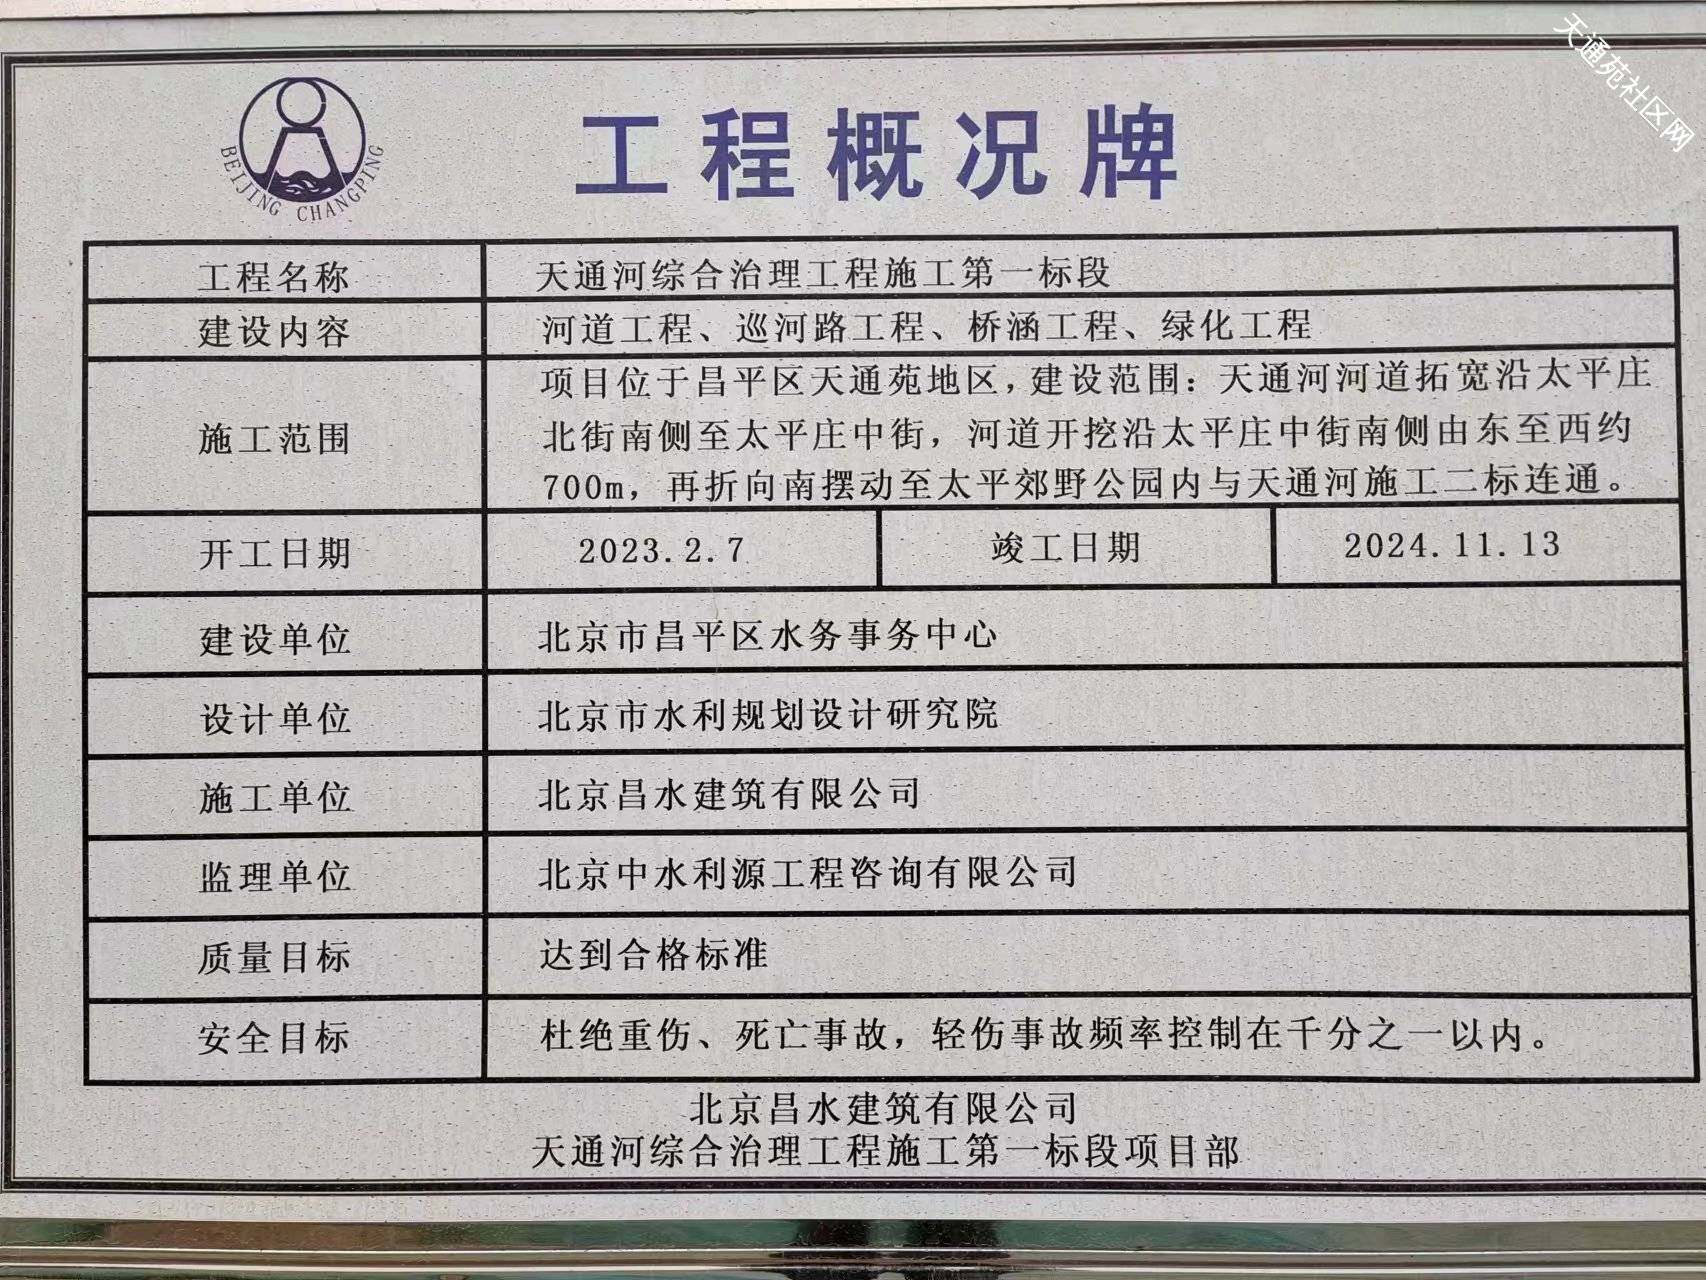 天通苑社区网
BEIJING CHANGPING
工程概况牌
工程名称 天通河综合治理工程施工第一标段
建设内容 河道工程、巡河路工程、桥涵工程、绿化工程
施工范围 项目位于昌平区天通苑地区，建设范围：天通河河道拓宽沿太平庄
北街南侧至太平庄中街，河道开挖沿太平庄中街南侧由东至西约
700m，再折向南摆动至太平郊野公园内与天通河施工二标连通。
开工日期 2023.2.7 竣工日期 2024.11.13
建设单位 北京市昌平区水务事务中心
设计单位 北京市水利规划设计研究院
施工单位 北京昌水建筑有限公司
监理单位 北京中水利源工程咨询有限公司
质量目标 达到合格标准
安全目标 杜绝重伤、死亡事故，轻伤事故频率控制在千分之一以内。
北京昌水建筑有限公司
天通河综合治理工程施工第一标段项目部